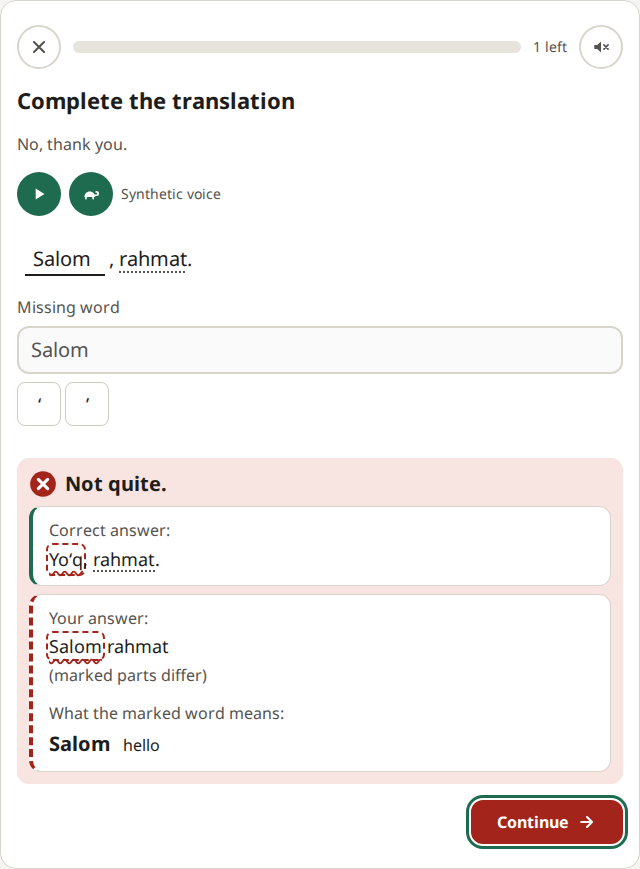 1 left
Complete the translation
No, thank you.
Synthetic voice
Salom , rahmat.
Missing word
Salom
‘ ’
Not quite.
Correct answer:
Yo‘q, rahmat.
Your answer:
Salom rahmat
(marked parts differ)
What the marked word means:
Salom hello
Continue →